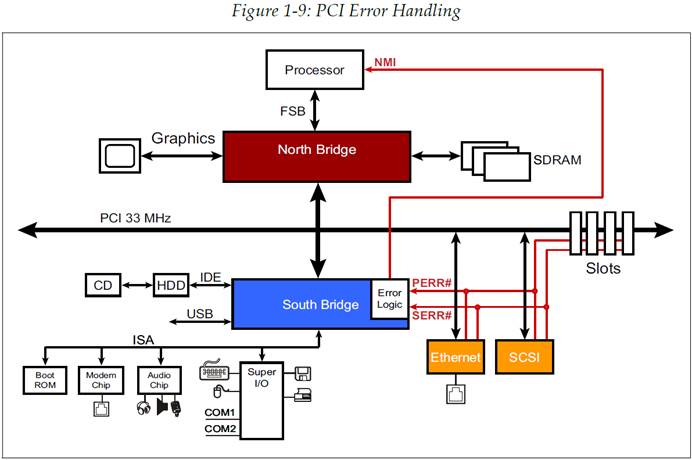 Figure 1-9: PCI Error Handling
Processor
NMI
FSB
Graphics
North Bridge
SDRAM
PCI 33 MHz
Slots
CD
HDD
IDE
South Bridge
Error
Logic
PERR#
SERR#
USB
ISA
Ethernet
SCSI
Boot
ROM
Modem
Chip
Audio
Chip
Super
I/O
COM1
COM2